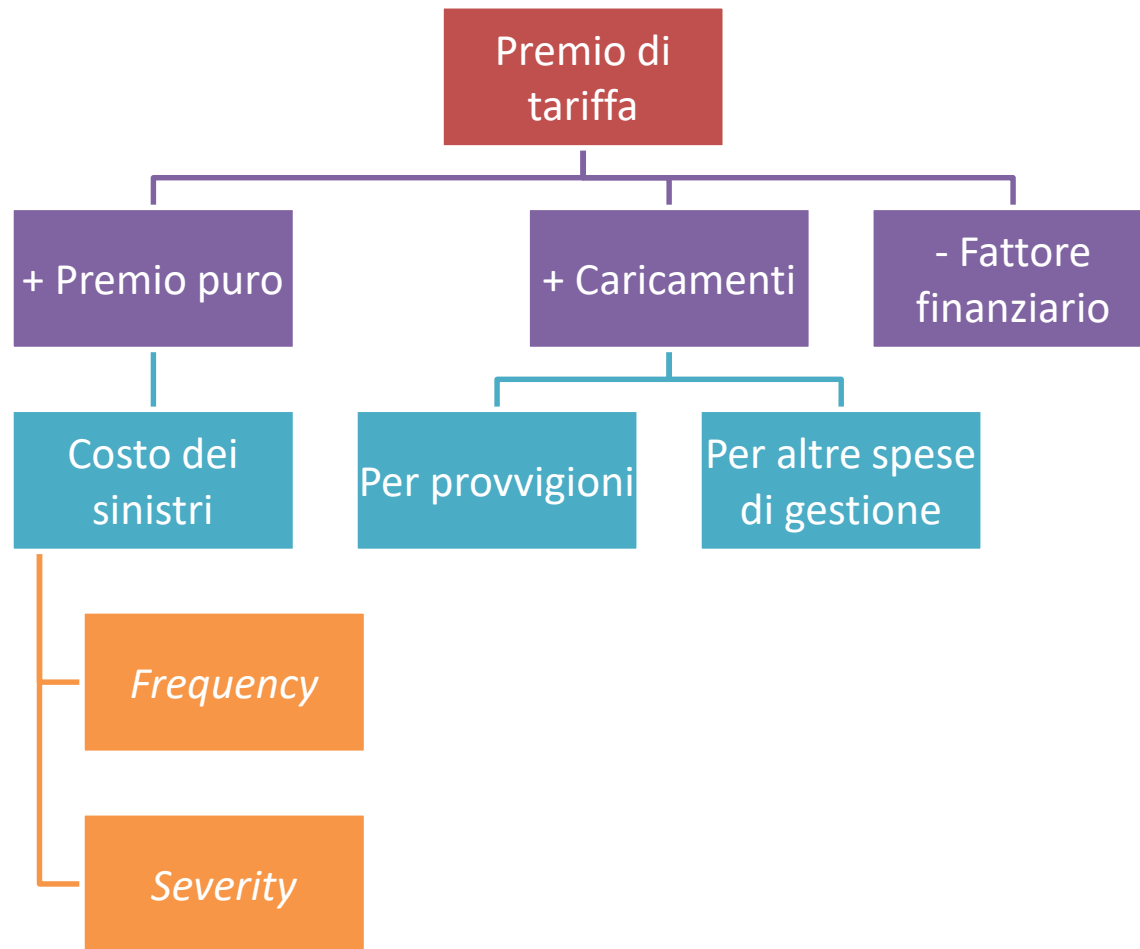 Premio di
tariffa
+ Premio puro
+ Caricamenti
- Fattore
finanziario
Costo dei
sinistri
Per provvigioni
Per altre spese
di gestione
Frequency
Severity